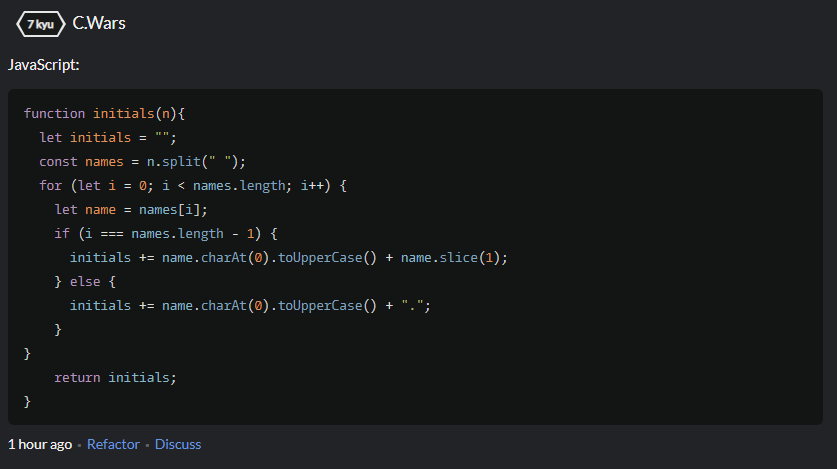 7 kyu C.Wars
JavaScript:
function initials(n){
  let initials = "";
  const names = n.split(" ");
  for (let i = 0; i < names.length; i++) {
    let name = names[i];
    if (i === names.length - 1) {
      initials += name.charAt(0).toUpperCase() + name.slice(1);
    } else {
      initials += name.charAt(0).toUpperCase() + ".";
    }
}
    return initials;
}
1 hour ago • Refactor • Discuss